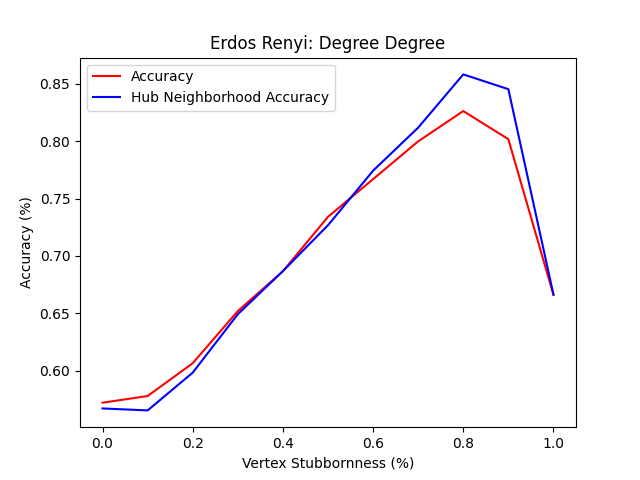 Erdos Renyi: Degree Degree
Accuracy
Hub Neighborhood Accuracy
Accuracy (%)
0.85
0.80
0.75
0.70
0.65
0.60
0.0 0.2 0.4 0.6 0.8 1.0
Vertex Stubbornness (%)